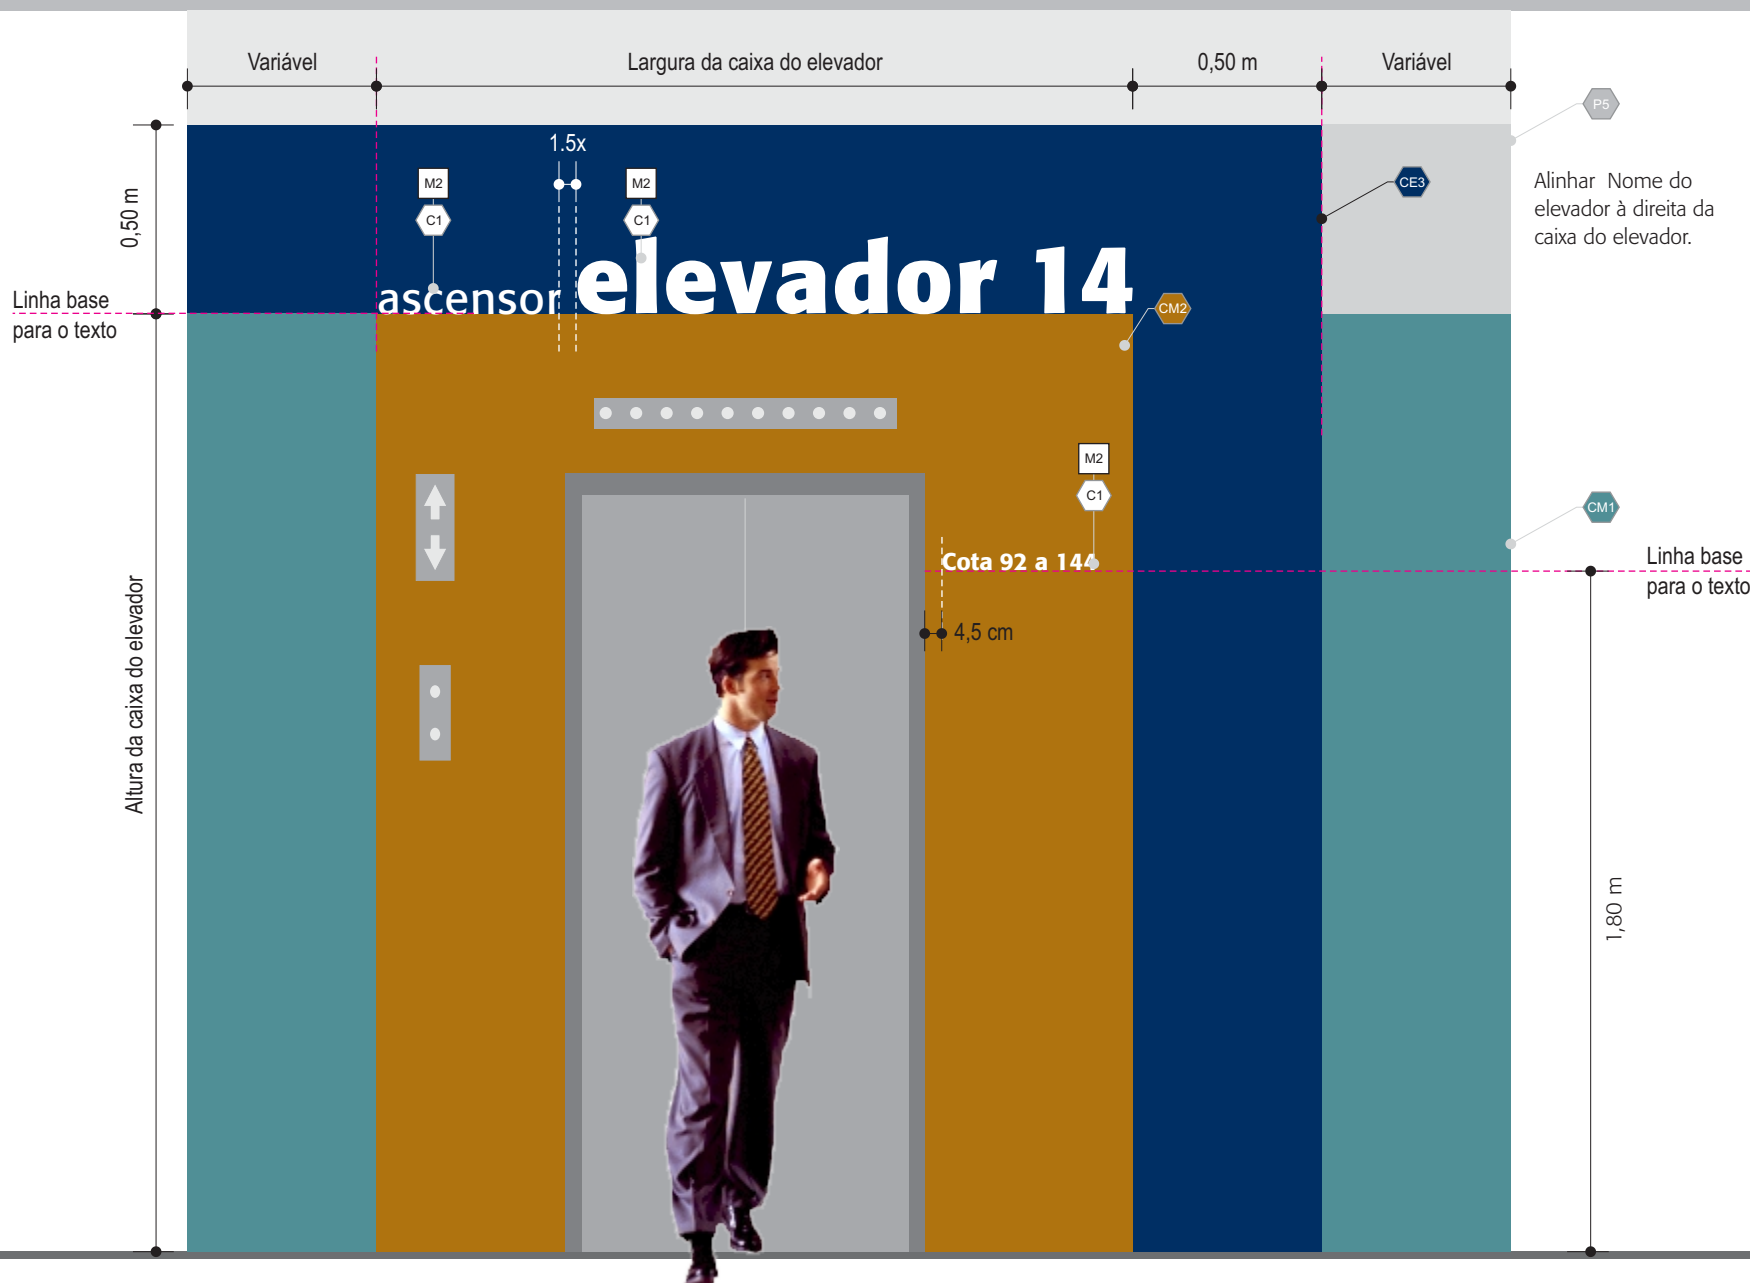 Variável
Largura da caixa do elevador
0,50 m
Variável
P5
1.5x
M2
M2
CE3
Alinhar Nome do
elevador à direita da
caixa do elevador.
C1
C1
0,50 m
ascensor elevador 14
Linha base
para o texto
CM2
M2
C1
CM1
Cota 92 a 144
Linha base
para o texto
4,5 cm
Altura da caixa do elevador
1,80 m